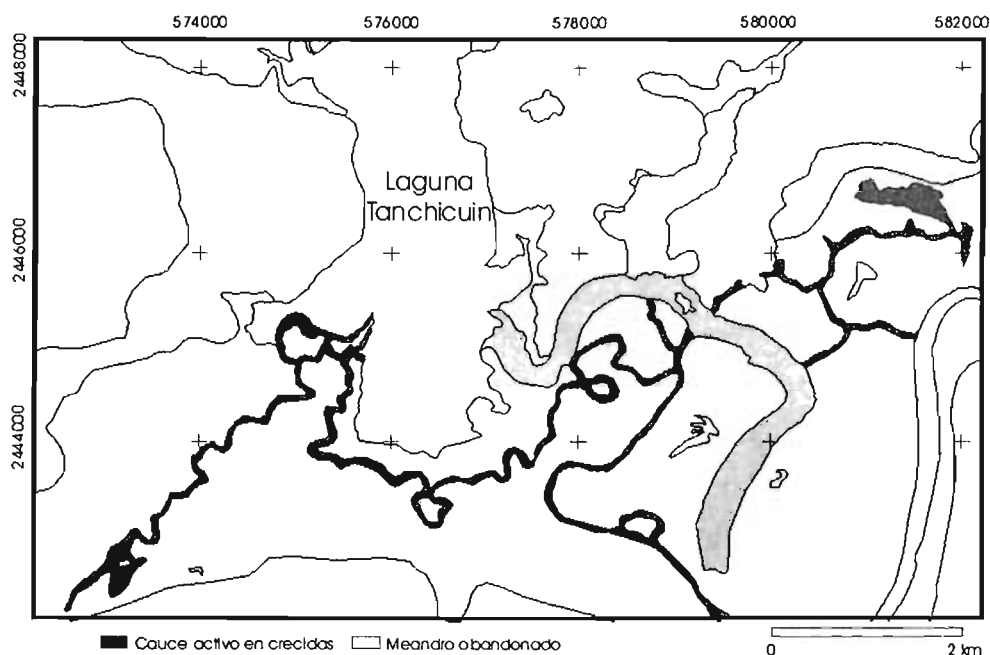 574000 576000 578000 580000 582000
2448000
2446000
2444000
Laguna
Tanchicuin
Cauce activo en crecidas Meandro abandonado
0 2 km